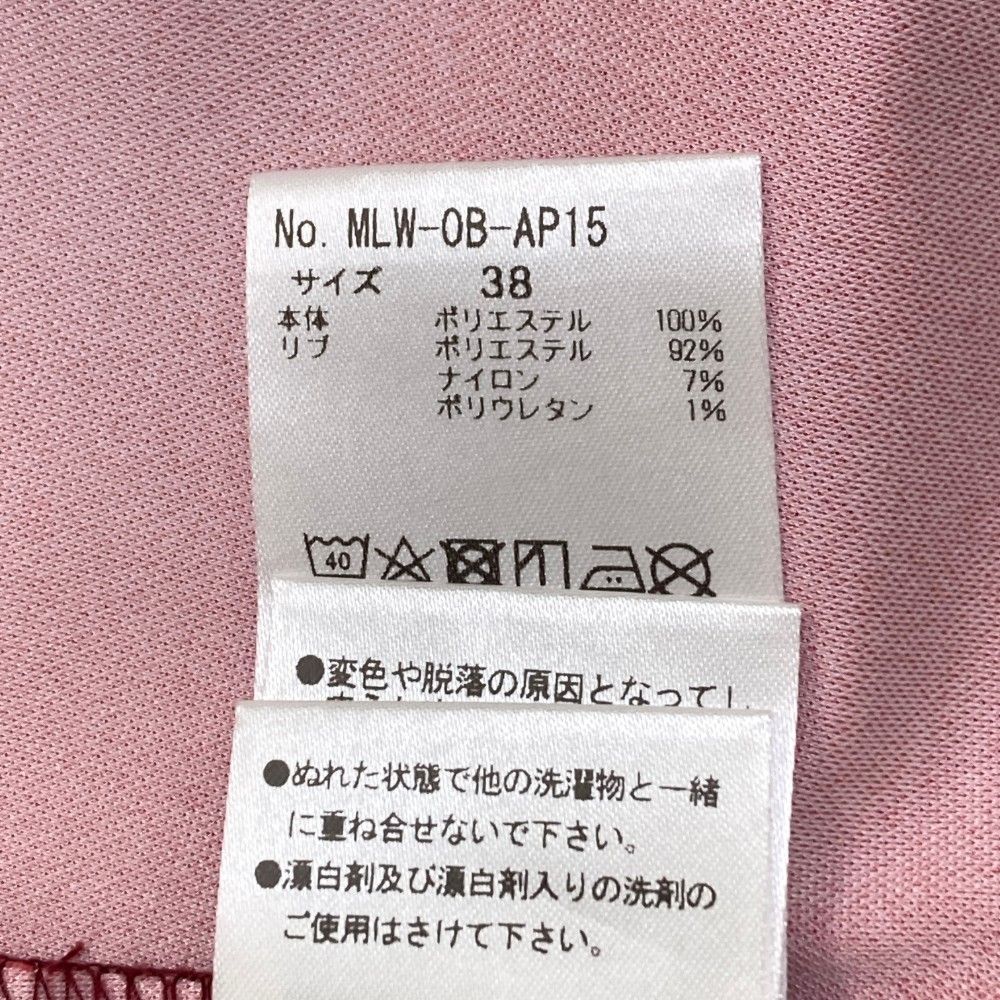 No. MLW-OB-AP15
サイズ 38
本体 ポリエステル 100%
リブ ポリエステル 92%
ナイロン 7%
ポリウレタン 1%
40
●変色や脱落の原因となってし
●ぬれた状態で他の洗濯物と一緒
に重ね合せないで下さい。
●漂白剤及び漂白剤入りの洗剤の
ご使用はさけて下さい。